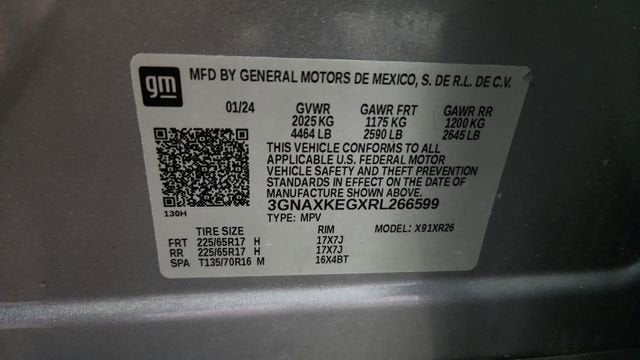 gm MFD BY GENERAL MOTORS DE MEXICO, S. DE R.L. DE C.V.
01/24 GVWR GAWR FRT GAWR RR
2025 KG 1175 KG 1200 KG
4464 LB 2590 LB 2645 LB
THIS VEHICLE CONFORMS TO ALL
APPLICABLE U.S. FEDERAL MOTOR
VEHICLE SAFETY AND THEFT PREVENTION
STANDARDS IN EFFECT ON THE DATE OF
MANUFACTURE SHOWN ABOVE.
3GNAXKEGXRL266599
130H TYPE: MPV MODEL: X91XR26
TIRE SIZE RIM
FRT 225/65R17 H 17X7J
RR 225/65R17 H 17X7J
SPA T135/70R16 M 16X4BT